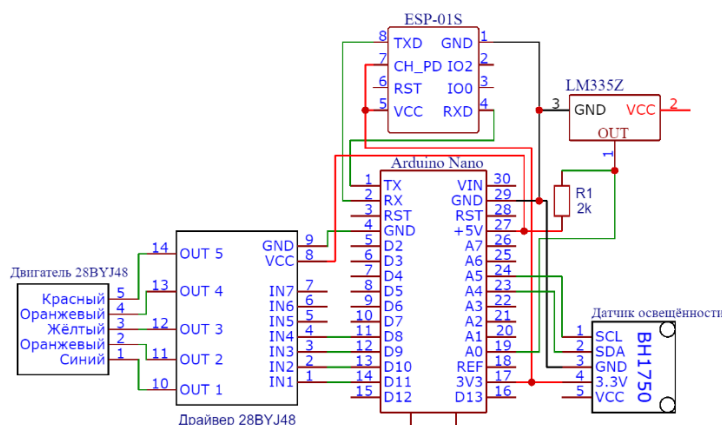 ESP-01S
8 TXD GND 1
7 CH_PD IO2 2
6 RST IO0 3
5 VCC RXD 4
LM335Z
3 GND VCC 2
OUT
1
R1
2k
Arduino Nano
1 TX VIN 30
2 RX GND 29
3 RST RST 28
4 GND +5V 27
5 D2 A7 26
6 D3 A6 25
7 D4 A5 24
8 D5 A4 23
9 D6 A3 22
10 D7 A2 21
11 D8 A1 20
12 D9 A0 19
13 D10 REF 18
14 D11 3V3 17
15 D12 D13 16
14 OUT 5 GND 9
VCC 8
13 OUT 4 IN7 7
IN6 6
12 OUT 3 IN5 5
IN4 4
11 OUT 2 IN3 3
IN2 2
10 OUT 1 IN1 1
Драйвер 28BYJ48
Двигатель 28BYJ48
Красный 5
Оранжевый 4
Жёлтый 3
Оранжевый 2
Синий 1
Датчик освещённости
1 SCL
2 SDA
3 GND
4 3.3V
5 VCC
BH1750